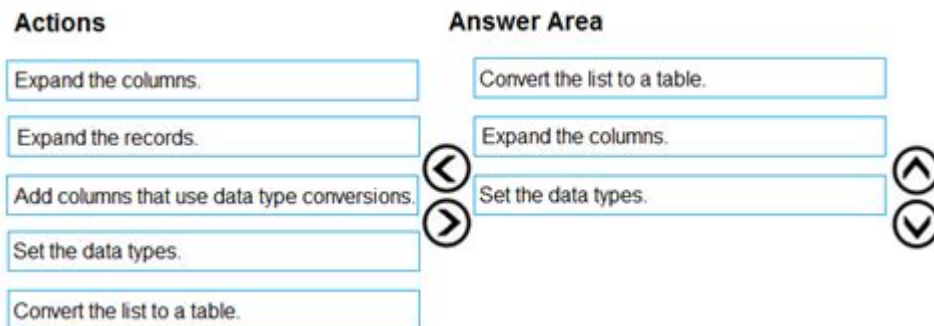 Actions
Answer Area
Expand the columns.
Convert the list to a table.
Expand the records.
Expand the columns.
Add columns that use data type conversions.
Set the data types.
Set the data types.
Convert the list to a table.